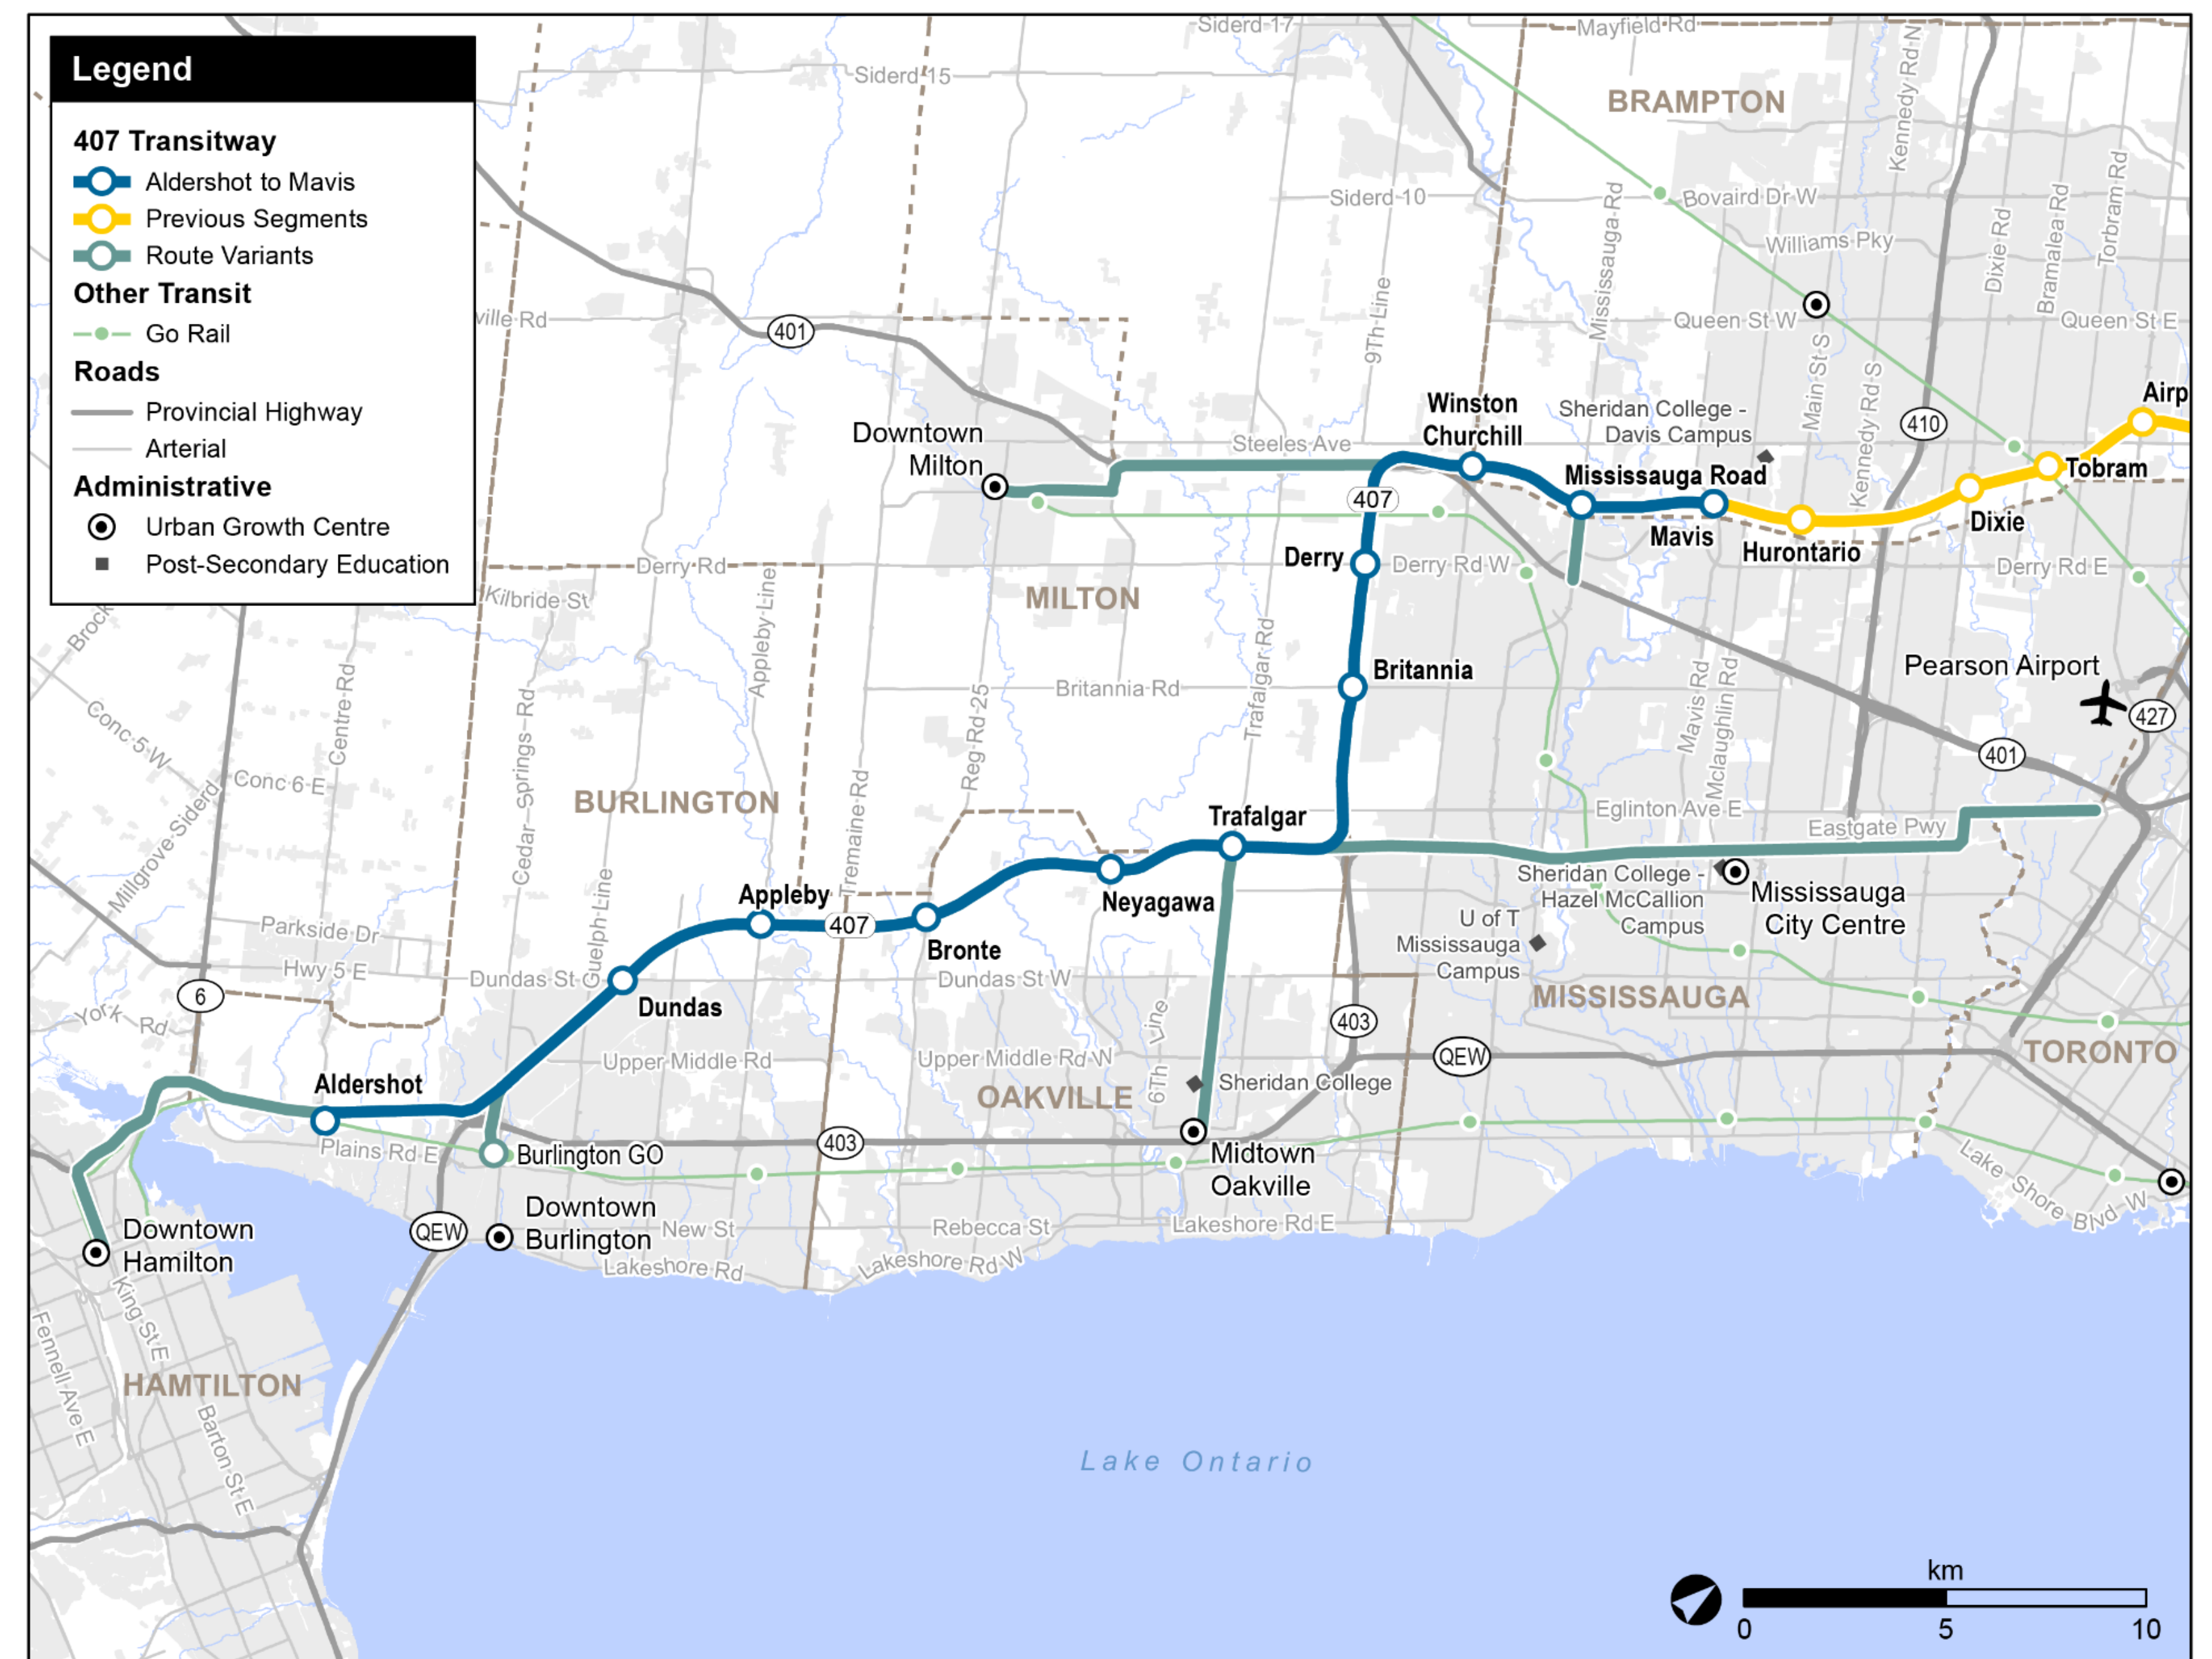 Legend
407 Transitway
Aldershot to Mavis
Previous Segments
Route Variants
Other Transit
Go Rail
Roads
Provincial Highway
Arterial
Administrative
Urban Growth Centre
Post-Secondary Education
Siderd 17
Mayfield Rd
Siderd 15
BRAMPTON
Kennedy Rd N
Siderd 10
Bovaird Dr W
Mississauga Rd
Williams Pky
Dixie Rd
Bramalea Rd
Torbram Rd
ville Rd
401
9Th Line
Queen St W
Queen St E
Main St S
Kennedy Rd S
410
Airp
Winston
Churchill
Sheridan College -
Davis Campus
Downtown
Milton
Steeles Ave
Mississauga Road
Tobram
407
Mavis
Hurontario
Dixie
Derry
Derry Rd W
Derry Rd E
Derry Rd
Kilbride St
Appleby Line
MILTON
Brock
Trafalgar Rd
Britannia
Britannia Rd
Pearson Airport
427
Conc 5 W
Centre Rd
Cedar Springs Rd
Reg Rd 25
Mavis Rd
Mclaughlin Rd
401
Conc 6 E
Millgrove Siderd
BURLINGTON
Tremaine Rd
Trafalgar
Eglinton Ave E
Eastgate Pwy
Guelph Line
Appleby
407
Bronte
Neyagawa
Sheridan College -
Hazel McCallion
Campus
Mississauga
City Centre
U of T
Mississauga
Campus
Parkside Dr
Hwy 5 E
Dundas St
Dundas
Dundas St W
6
York Rd
MISSISSAUGA
403
6Th Line
QEW
TORONTO
Upper Middle Rd
Upper Middle Rd W
Aldershot
OAKVILLE
Sheridan College
Plains Rd E
Burlington GO
403
Midtown
Oakville
Lake Shore Blvd W
Downtown
Hamilton
QEW
Downtown
Burlington
New St
Rebecca St
Lakeshore Rd E
Lakeshore Rd
Lakeshore Rd W
King St E
Fennell Ave E
HAMTILTON
Barton St E
Lake Ontario
km
0 5 10